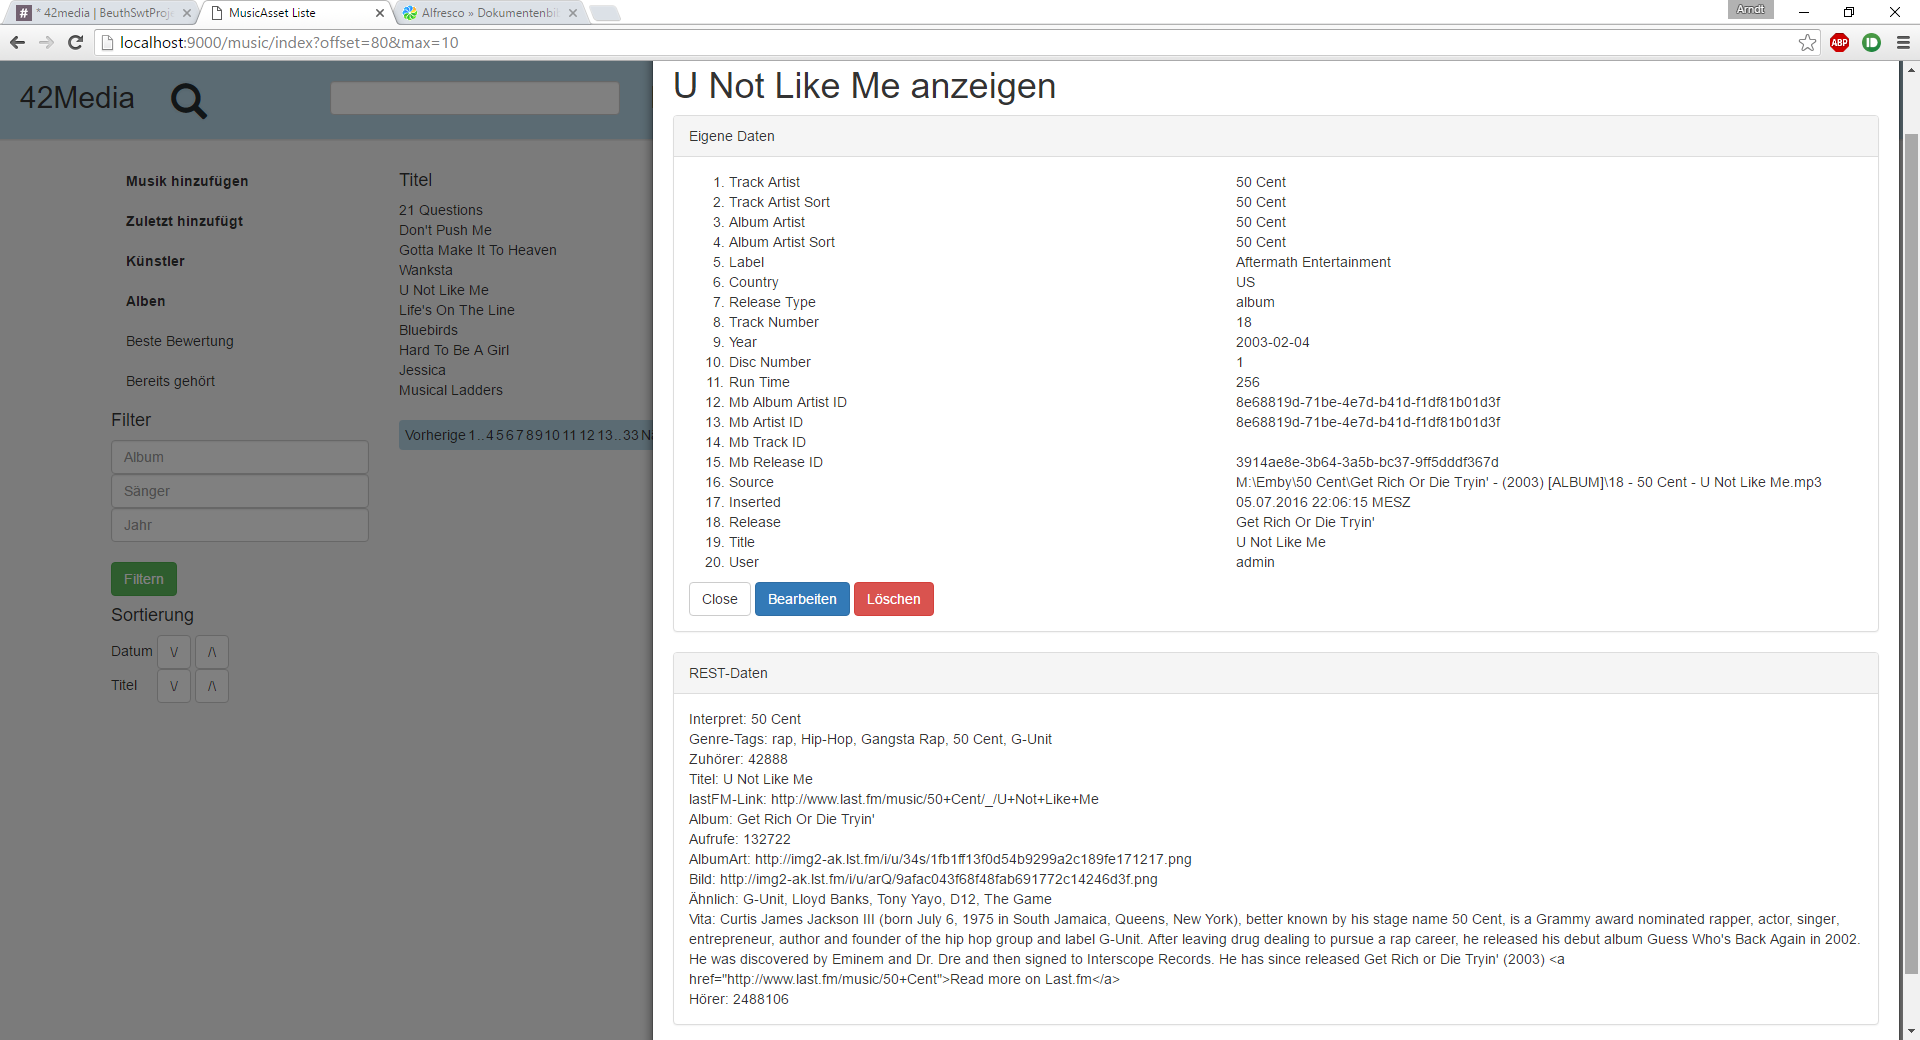 * 42media | BeuthSwtProje
MusicAsset Liste
Alfresco » Dokumentenbi
Arndt
localhost:9000/music/index?offset=80&max=10
ABP
42Media
Musik hinzufügen
Zuletzt hinzufügt
Künstler
Alben
Beste Bewertung
Bereits gehört
Filter
Album
Sänger
Jahr
Filtern
Sortierung
Datum \/ /\
Titel \/ /\
Titel
21 Questions
Don't Push Me
Gotta Make It To Heaven
Wanksta
U Not Like Me
Life's On The Line
Bluebirds
Hard To Be A Girl
Jessica
Musical Ladders
Vorherige 1 .. 4 5 6 7 8 9 10 11 12 13 .. 33 N
U Not Like Me anzeigen
Eigene Daten
1. Track Artist 50 Cent
2. Track Artist Sort 50 Cent
3. Album Artist 50 Cent
4. Album Artist Sort 50 Cent
5. Label Aftermath Entertainment
6. Country US
7. Release Type album
8. Track Number 18
9. Year 2003-02-04
10. Disc Number 1
11. Run Time 256
12. Mb Album Artist ID 8e68819d-71be-4e7d-b41d-f1df81b01d3f
13. Mb Artist ID 8e68819d-71be-4e7d-b41d-f1df81b01d3f
14. Mb Track ID
15. Mb Release ID 3914ae8e-3b64-3a5b-bc37-9ff5dddf367d
16. Source M:\Emby\50 Cent\Get Rich Or Die Tryin' - (2003) [ALBUM]\18 - 50 Cent - U Not Like Me.mp3
17. Inserted 05.07.2016 22:06:15 MESZ
18. Release Get Rich Or Die Tryin'
19. Title U Not Like Me
20. User admin
Close Bearbeiten Löschen
REST-Daten
Interpret: 50 Cent
Genre-Tags: rap, Hip-Hop, Gangsta Rap, 50 Cent, G-Unit
Zuhörer: 42888
Titel: U Not Like Me
lastFM-Link: http://www.last.fm/music/50+Cent/_/U+Not+Like+Me
Album: Get Rich Or Die Tryin'
Aufrufe: 132722
AlbumArt: http://img2-ak.lst.fm/i/u/34s/1fb1ff13f0d54b9299a2c189fe171217.png
Bild: http://img2-ak.lst.fm/i/u/arQ/9afac043f68f48fab691772c14246d3f.png
Ähnlich: G-Unit, Lloyd Banks, Tony Yayo, D12, The Game
Vita: Curtis James Jackson III (born July 6, 1975 in South Jamaica, Queens, New York), better known by his stage name 50 Cent, is a Grammy award nominated rapper, actor, singer,
entrepreneur, author and founder of the hip hop group and label G-Unit. After leaving drug dealing to pursue a rap career, he released his debut album Guess Who's Back Again in 2002.
He was discovered by Eminem and Dr. Dre and then signed to Interscope Records. He has since released Get Rich or Die Tryin' (2003) <a
href="http://www.last.fm/music/50+Cent">Read more on Last.fm</a>
Hörer: 2488106